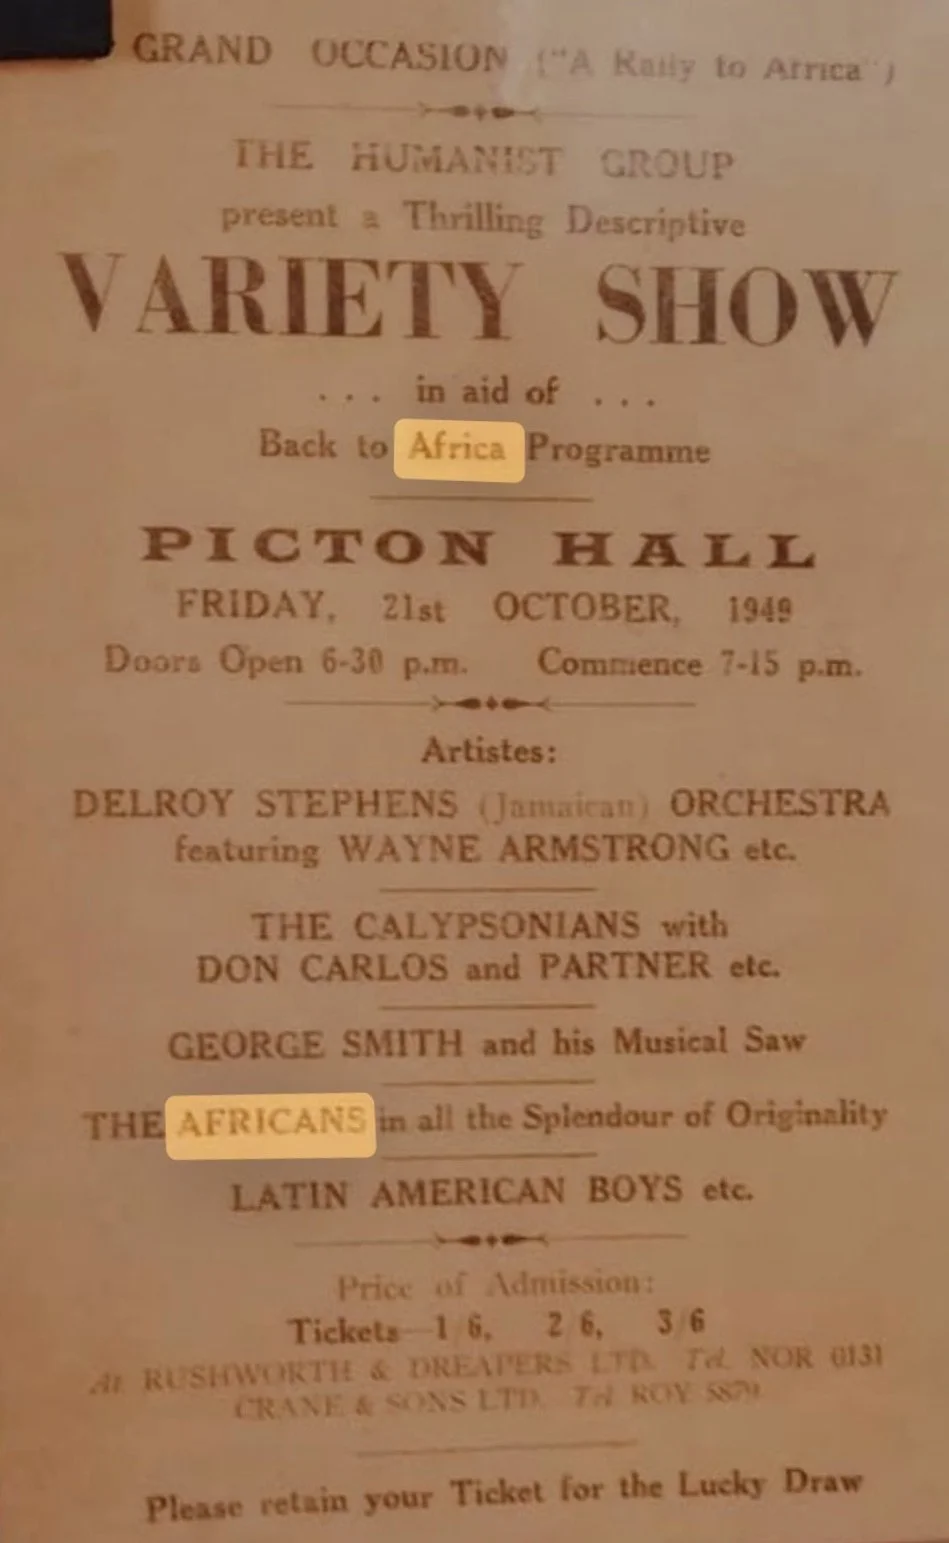 GRAND OCCASION ("A Rally to Africa")
THE HUMANIST GROUP
present a Thrilling Descriptive
VARIETY SHOW
... in aid of ...
Back to Africa Programme
PICTON HALL
FRIDAY, 21st OCTOBER, 1949
Doors Open 6-30 p.m. Commence 7-15 p.m.
Artistes:
DELROY STEPHENS (Jamaican) ORCHESTRA
featuring WAYNE ARMSTRONG etc.
THE CALYPSONIANS with
DON CARLOS and PARTNER etc.
GEORGE SMITH and his Musical Saw
THE AFRICANS in all the Splendour of Originality
LATIN AMERICAN BOYS etc.
Price of Admission:
Tickets—1/6, 2/6, 3/6
At RUSHWORTH & DREAPERS LTD. Tel. NOR 0131
CRANE & SONS LTD. Tel ROY 5879
Please retain your Ticket for the Lucky Draw